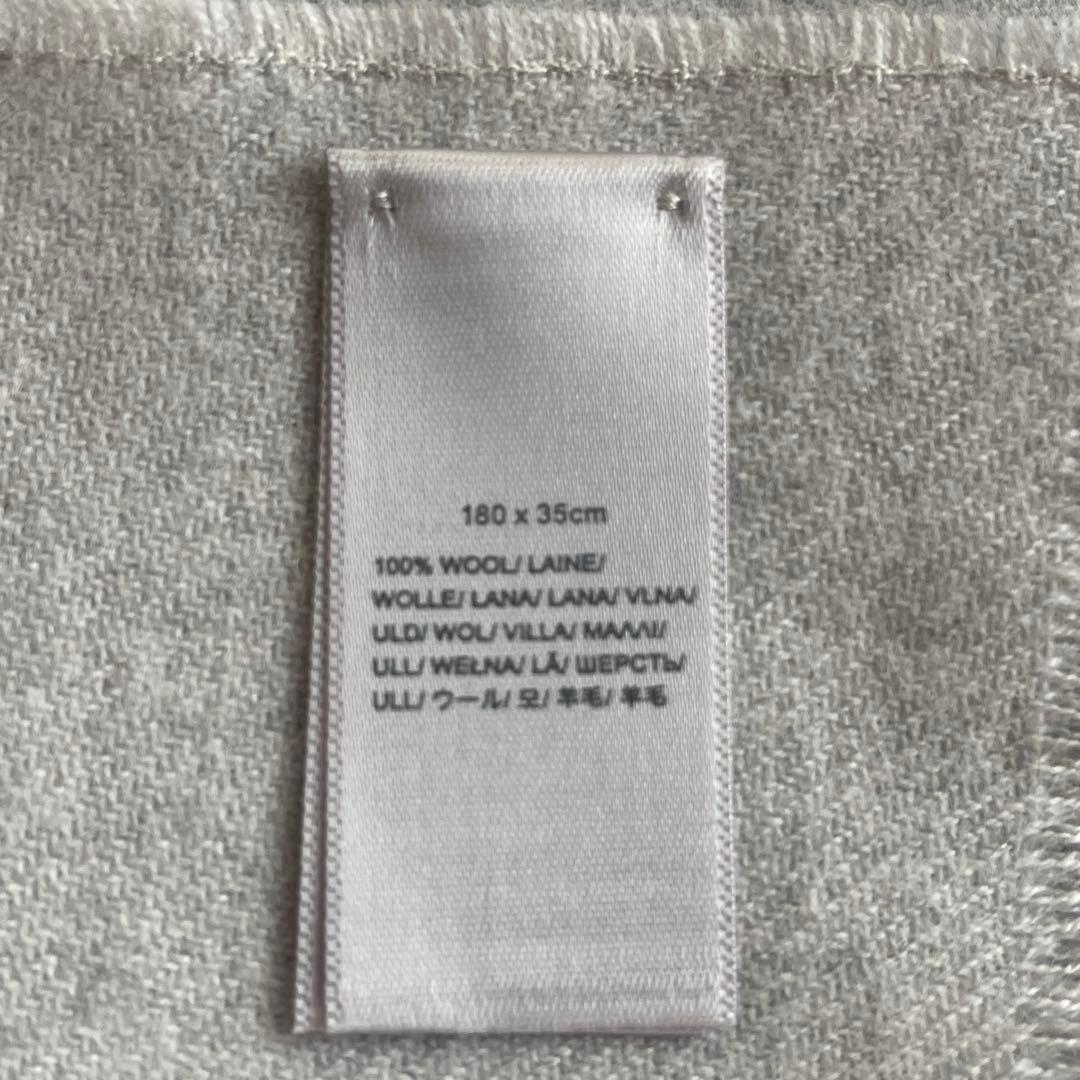 180 x 35cm
100% WOOL/ LAINE/
WOLLE/ LANA/ LANA/ VLNA/
ULD/ WOL/ VILLA/ ΜΑΛΛΙ/
ULL/ WEŁNA/ LÃ/ ШЕРСТЬ/
ULL/ ウール/ 모/ 羊毛/ 羊毛